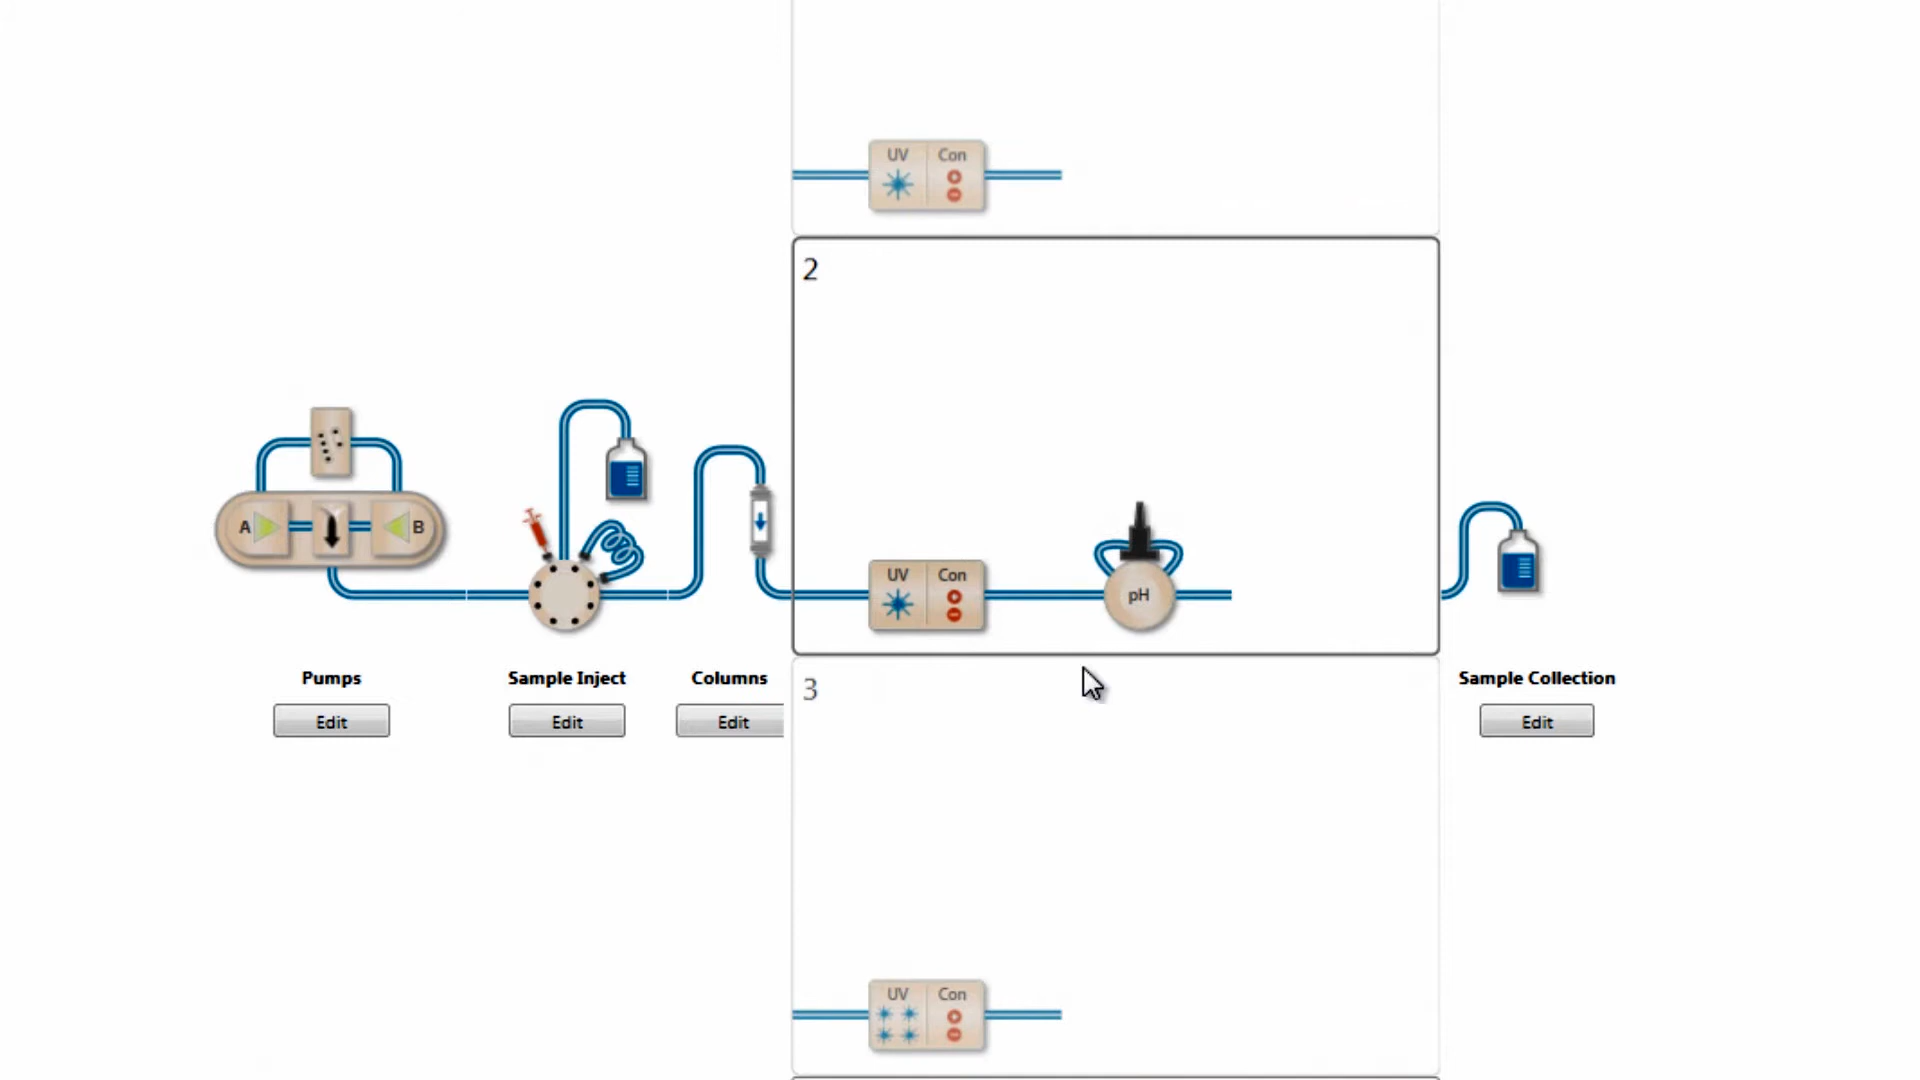 UV Con
2
A B
UV Con
pH
Pumps
Edit
Sample Inject
Edit
Columns
Edit
Sample Collection
Edit
3
UV Con